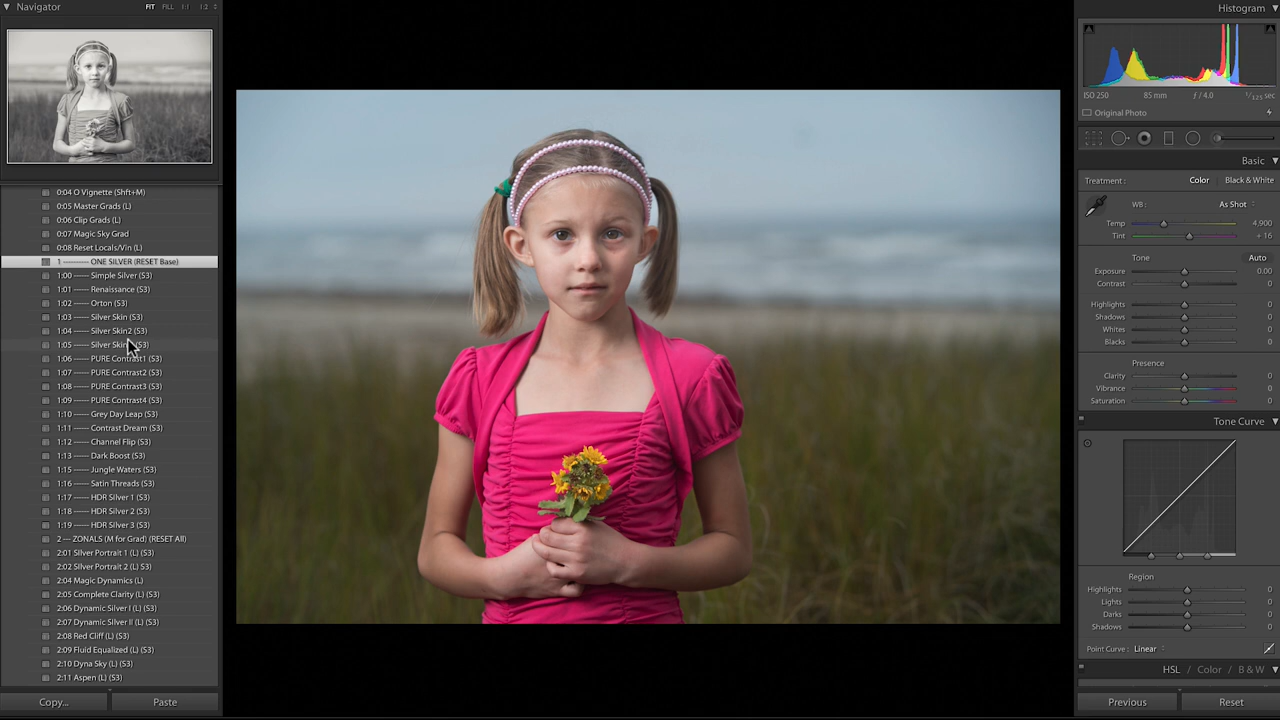 Navigator FIT FILL 1:1 1:2
0:04 O Vignette (Shft+M)
0:05 Master Grads (L)
0:06 Clip Grads (L)
0:07 Magic Sky Grad
0:08 Reset Locals/Vin (L)
1 ———— ONE SILVER (RESET Base)
1:00 —— Simple Silver (S3)
1:01 —— Renaissance (S3)
1:02 —— Orton (S3)
1:03 —— Silver Skin (S3)
1:04 —— Silver Skin2 (S3)
1:05 —— Silver Skin (S3)
1:06 —— PURE Contrast1 (S3)
1:07 —— PURE Contrast2 (S3)
1:08 —— PURE Contrast3 (S3)
1:09 —— PURE Contrast4 (S3)
1:10 —— Grey Day Leap (S3)
1:11 —— Contrast Dream (S3)
1:12 —— Channel Flip (S3)
1:13 —— Dark Boost (S3)
1:15 —— Jungle Waters (S3)
1:16 —— Satin Threads (S3)
1:17 —— HDR Silver 1 (S3)
1:18 —— HDR Silver 2 (S3)
1:19 —— HDR Silver 3 (S3)
2 — ZONALS (M for Grad) (RESET All)
2:01 Silver Portrait 1 (L) (S3)
2:02 Silver Portrait 2 (L) S3)
2:04 Magic Dynamics (L)
2:05 Complete Clarity (L) (S3)
2:06 Dynamic Silver I (L) (S3)
2:07 Dynamic Silver II (L) (S3)
2:08 Red Cliff (L) (S3)
2:09 Fluid Equalized (L) (S3)
2:10 Dyna Sky (L) (S3)
2:11 Aspen (L) (S3)
Copy... Paste
Histogram
ISO 250 85 mm ƒ / 4.0 1/125 sec
Original Photo
Basic
Treatment : Color Black & White
WB : As Shot
Temp 4,900
Tint + 16
Tone Auto
Exposure 0.00
Contrast 0
Highlights 0
Shadows 0
Whites 0
Blacks 0
Presence
Clarity 0
Vibrance 0
Saturation 0
Tone Curve
Region
Highlights 0
Lights 0
Darks 0
Shadows 0
Point Curve : Linear
HSL / Color / B & W
Previous Reset